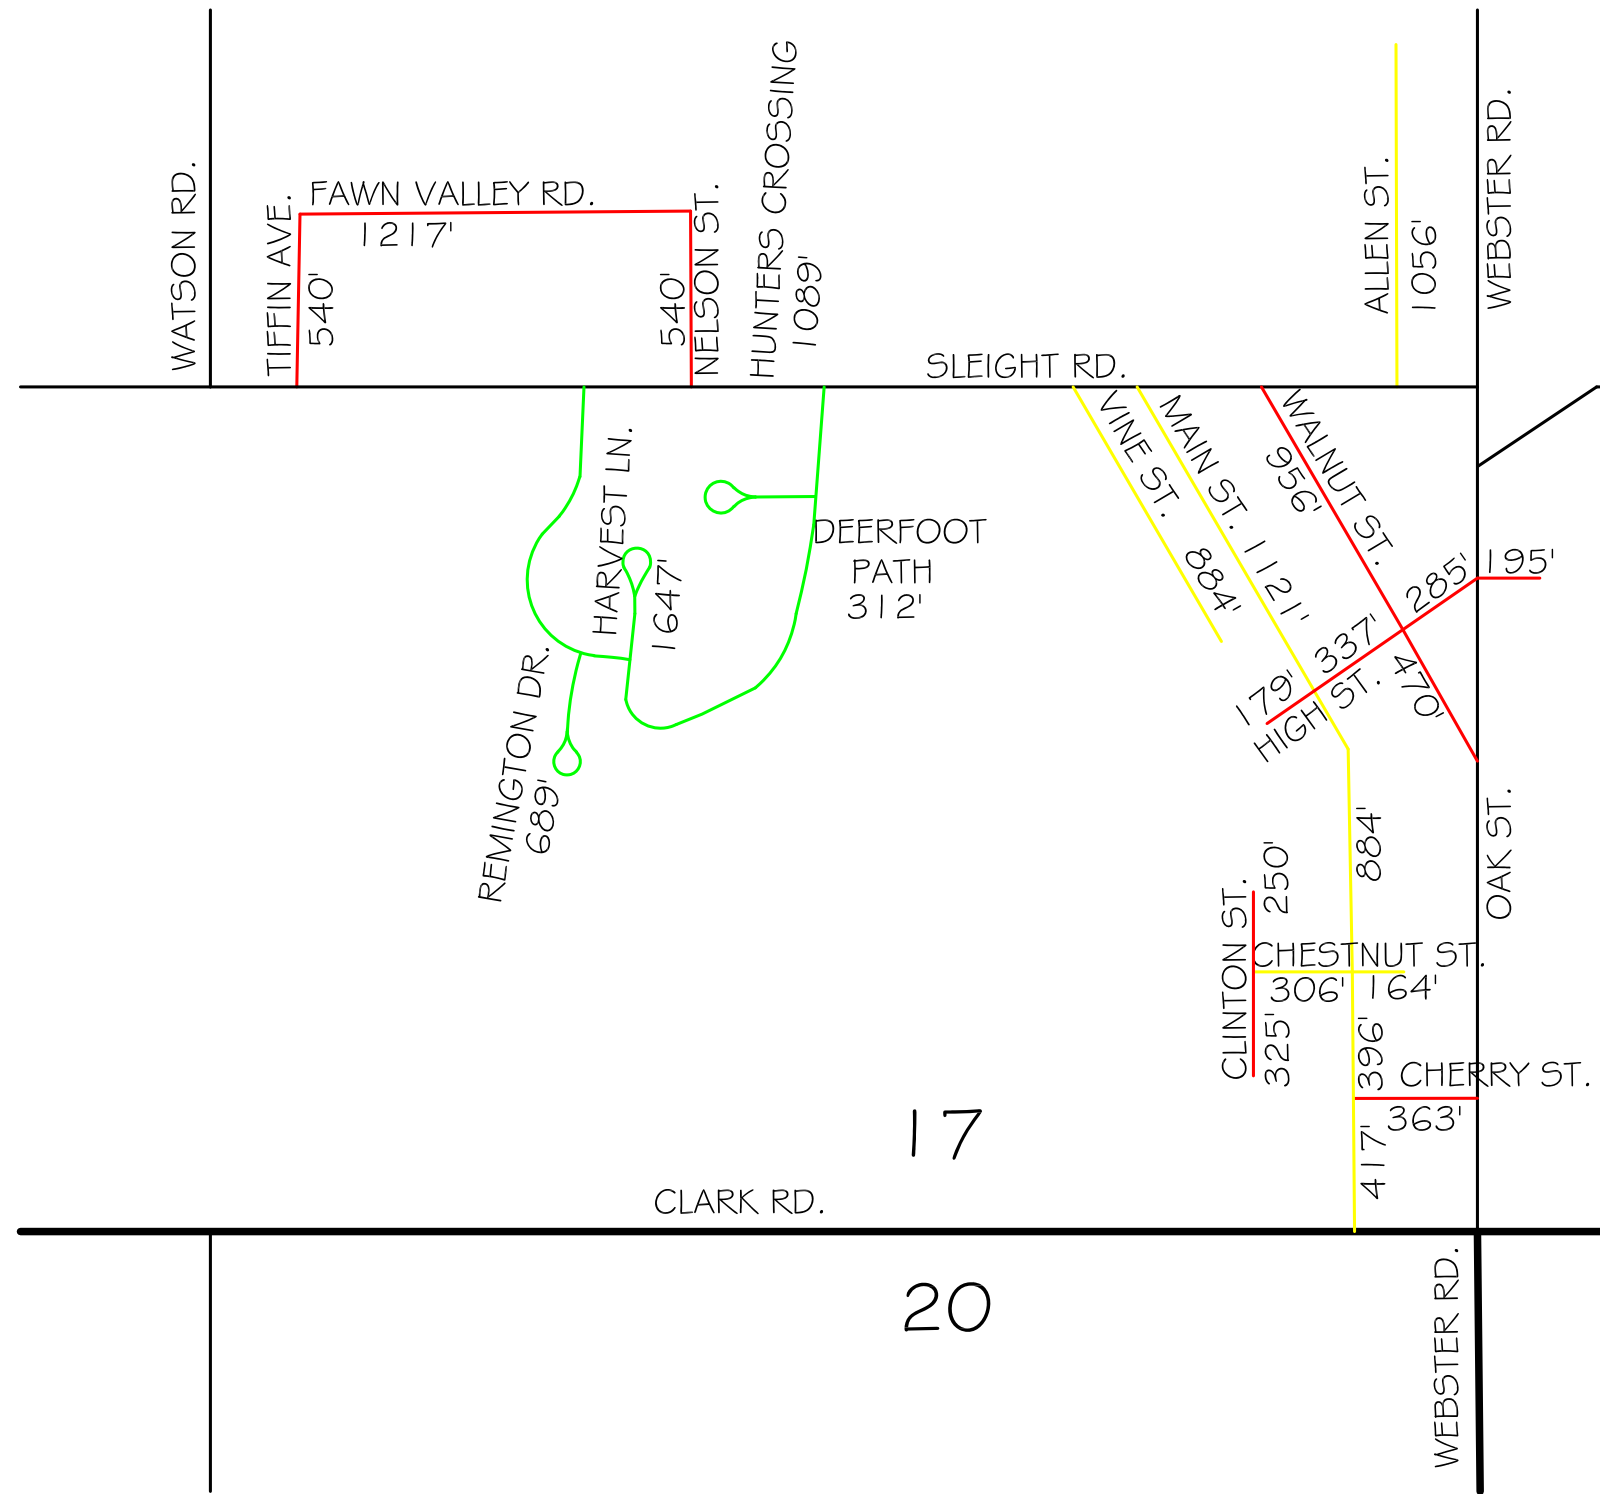 HUNTERS CROSSING
1089'
WEBSTER RD.
WATSON RD.
ALLEN ST.
1056'
FAWN VALLEY RD.
1217'
TIFFIN AVE.
540'
540'
NELSON ST.
SLEIGHT RD.
VINE ST.
884'
MAIN ST.
1121'
WALNUT ST.
956'
HARVEST LN.
1647'
DEERFOOT
PATH
312'
195'
285'
337'
179'
HIGH ST.
470'
REMINGTON DR.
689'
OAK ST.
884'
250'
CLINTON ST.
CHESTNUT ST.
306'
164'
325'
396'
CHERRY ST.
363'
417'
17
CLARK RD.
20
WEBSTER RD.